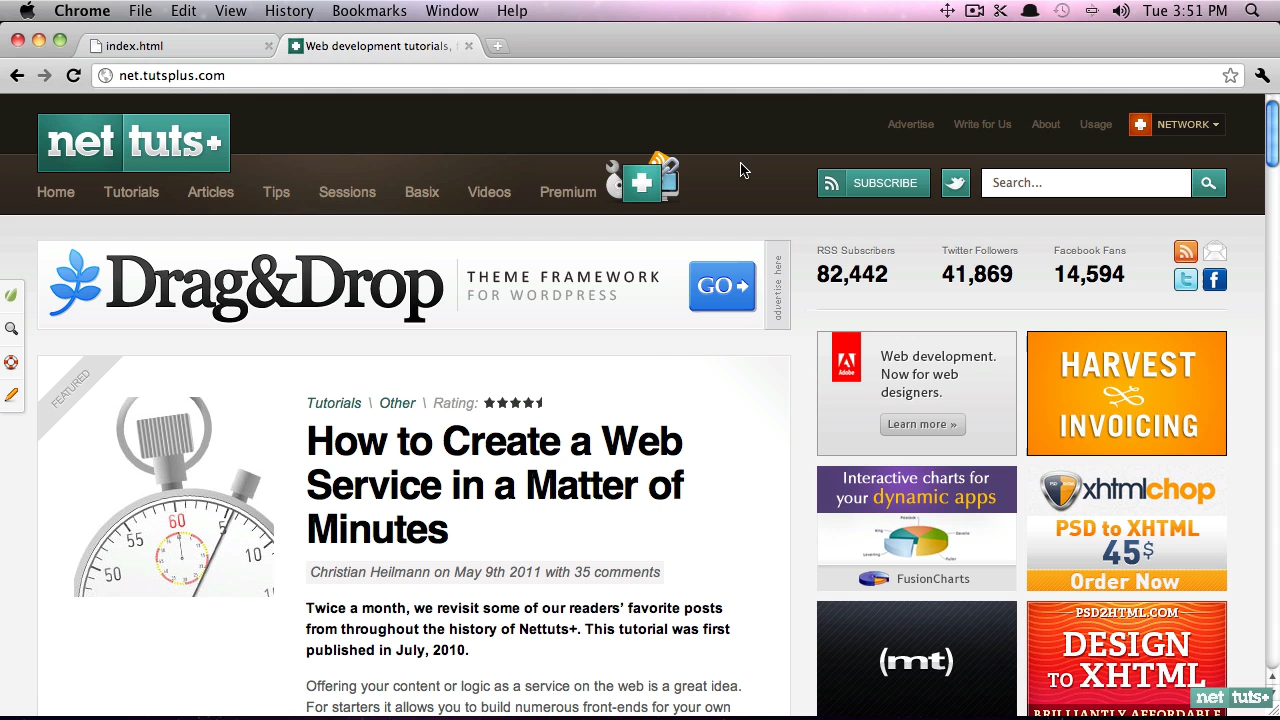 Chrome File Edit View History Bookmarks Window Help Tue 3:51 PM
index.html
Web development tutorials,
net.tutsplus.com
net tuts+
Advertise Write for Us About Usage NETWORK
Home Tutorials Articles Tips Sessions Basix Videos Premium
SUBSCRIBE
Search...
Drag&Drop
THEME FRAMEWORK
FOR WORDPRESS
GO
advertise here
RSS Subscribers Twitter Followers Facebook Fans
82,442 41,869 14,594
FEATURED
60
55
5
10
50
Tutorials \ Other \ Rating:
How to Create a Web
Service in a Matter of
Minutes
Christian Heilmann on May 9th 2011 with 35 comments
Twice a month, we revisit some of our readers’ favorite posts
from throughout the history of Nettuts+. This tutorial was first
published in July, 2010.
Offering your content or logic as a service on the web is a great idea.
For starters it allows you to build numerous front-ends for your own
Adobe
Web development.
Now for web
designers.
Learn more »
HARVEST
INVOICING
Interactive charts for
your dynamic apps
FusionCharts
xhtmlchop
PSD to XHTML
45$
Order Now
(mt)
PSD2HTML.COM
DESIGN
TO XHTML
BRILLIANTLY AFFORDABLE
net tuts+